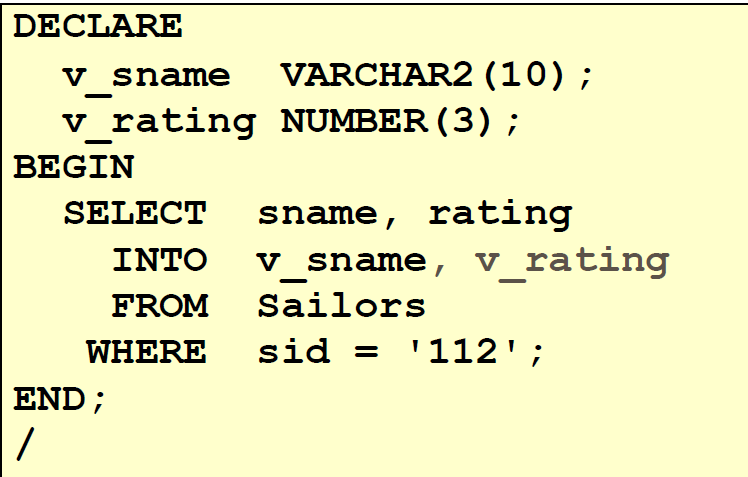 DECLARE
  v_sname  VARCHAR2(10);
  v_rating NUMBER(3);
BEGIN
  SELECT  sname, rating
    INTO  v_sname, v_rating
    FROM  Sailors
   WHERE  sid = '112';
END;
/